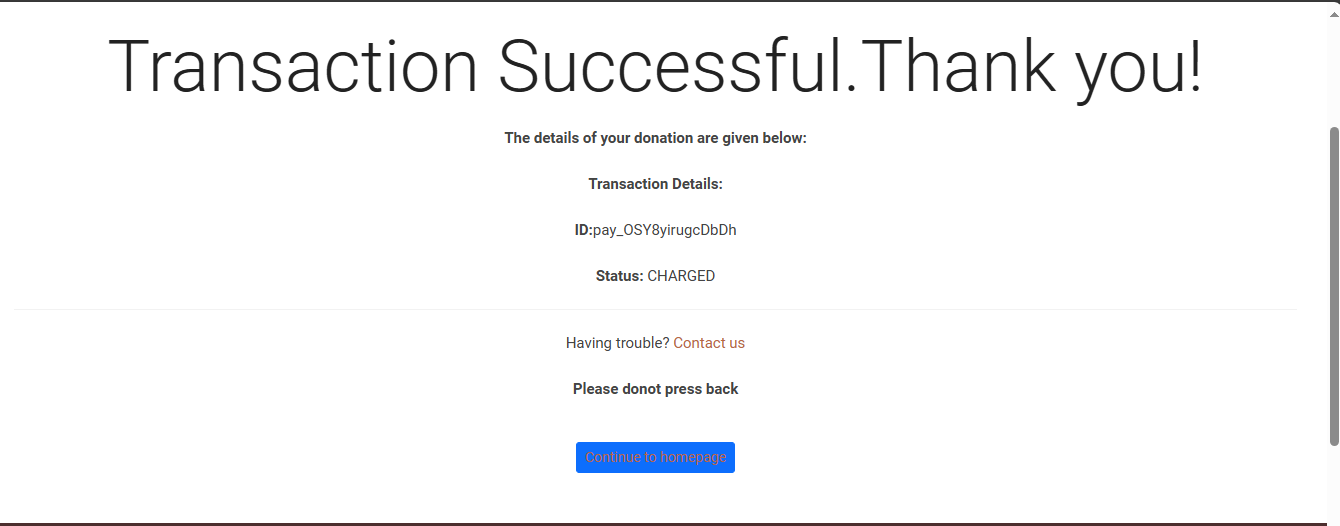 Transaction Successful.Thank you!
The details of your donation are given below:
Transaction Details:
ID:pay_OSY8yirugcDbDh
Status: CHARGED
Having trouble? Contact us
Please donot press back
Continue to homepage